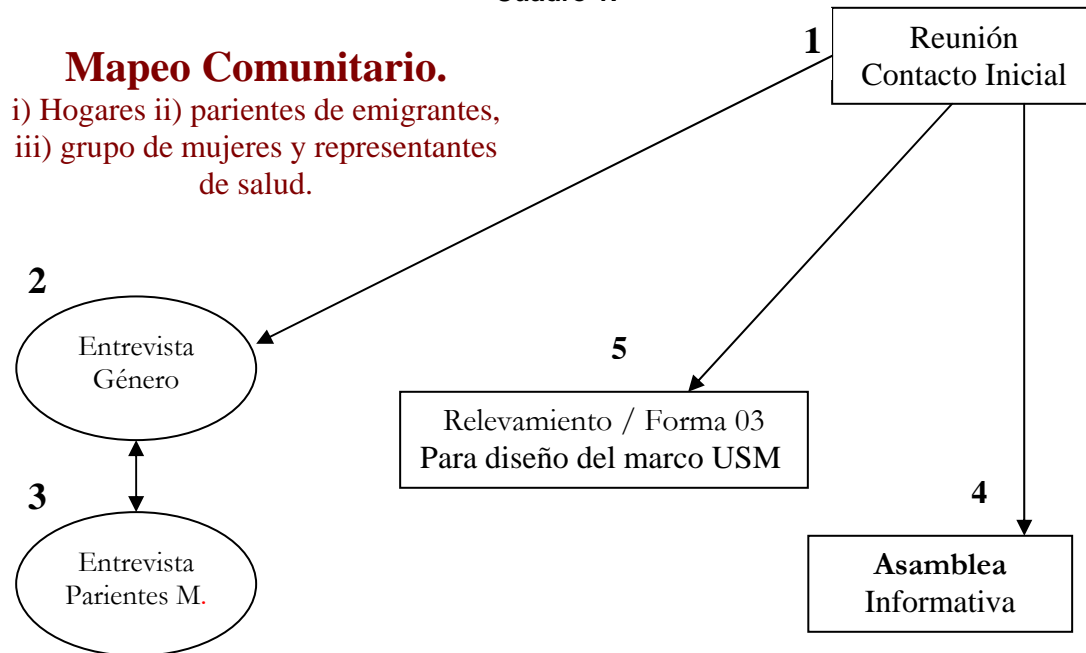 Mapeo Comunitario.
i) Hogares ii) parientes de emigrantes,
iii) grupo de mujeres y representantes
de salud.
1
Reunión
Contacto Inicial
2
Entrevista
Género
5
Relevamiento / Forma 03
Para diseño del marco USM
3
Entrevista
Parientes M.
4
Asamblea
Informativa